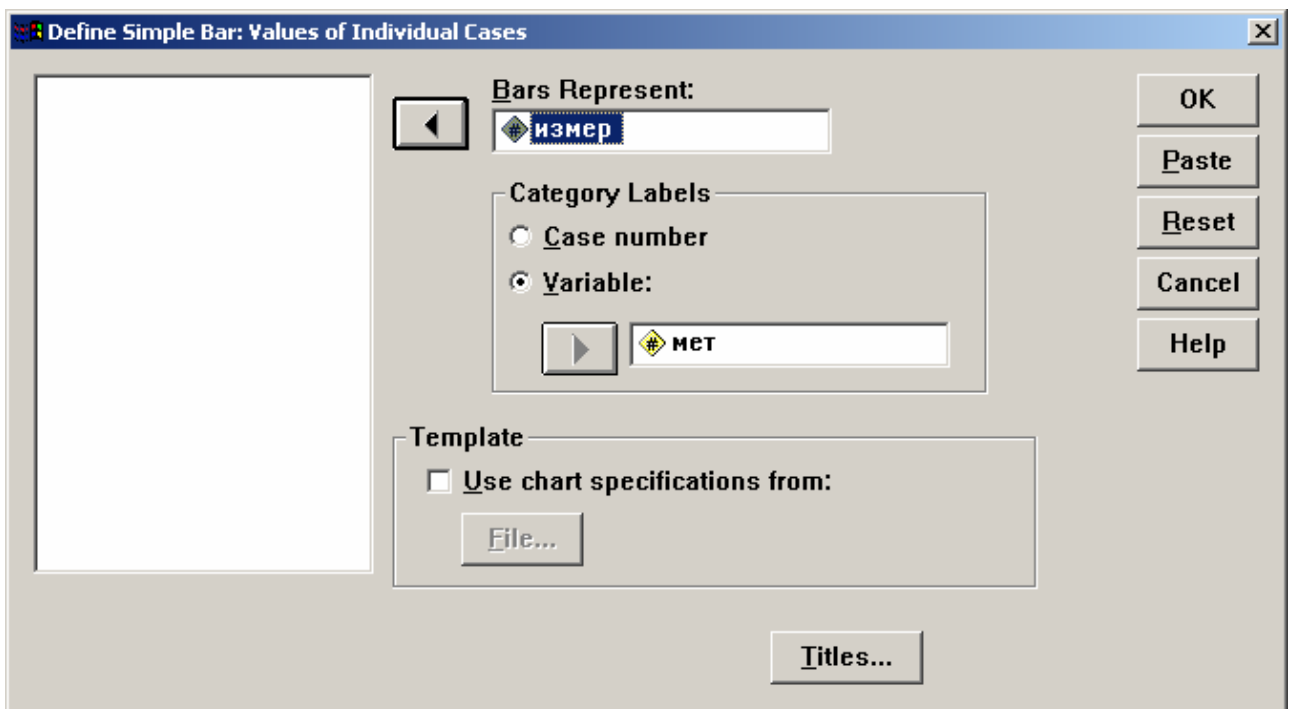 Define Simple Bar: Values of Individual Cases
Bars Represent:
# измер
Category Labels
Case number
Variable:
# мет
Template
Use chart specifications from:
File...
Titles...
OK
Paste
Reset
Cancel
Help